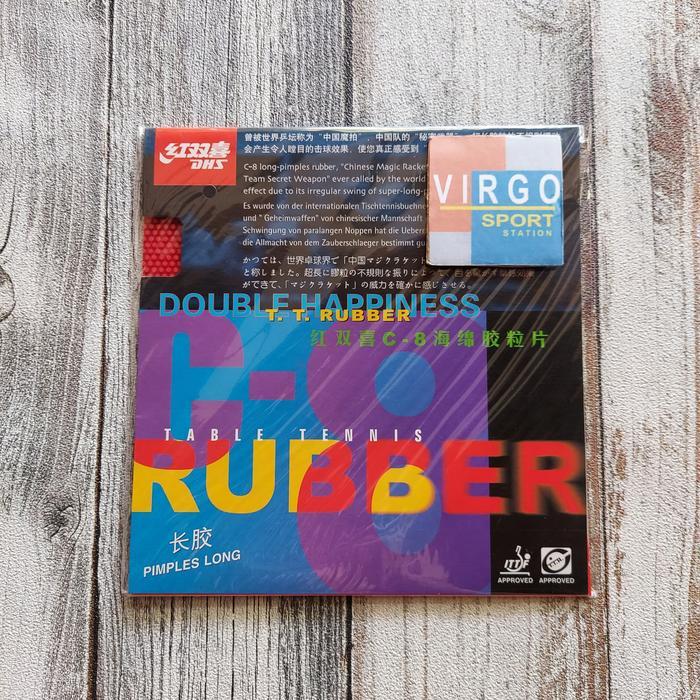 红双喜
DHS
曾被世界乒坛称为"中国魔拍"，中国队的
会产生令人瞠目的击球效果，使您真正感到
C-8 long-pimples rubber, "Chinese Magic Racke
Team Secret Weapon" ever called by the world
effect due to its irregular swing of super-long-
Es wurde von der internationalen Tischtennisbuehne
und " Geheimwaffen" von chinesischer Mannschaft
Schwingung von paralangen Noppen hat die Ueber
die Allmacht von dem Zauberschlaeger bestimmt gu
かつては、世界卓球界で「中国マジクラケット
と称しました。超長に膠粒の不規則な振りによ
ができて、「マジクラケット」の威力を確かに感じさせる。
VIRGO
SPORT
STATION
DOUBLE HAPPINESS
T. T. RUBBER
红双喜C-8海绵胶粒片
C-8
TABLE TENNIS
RUBBER
长胶
PIMPLES LONG
ITTF
APPROVED
APPROVED